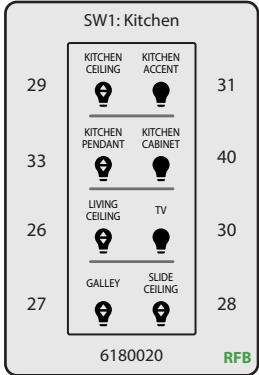 SW1: Kitchen
KITCHEN CEILING
KITCHEN ACCENT
29
31
KITCHEN PENDANT
KITCHEN CABINET
33
40
LIVING CEILING
TV
26
30
GALLEY
SLIDE CEILING
27
28
6180020
RFB